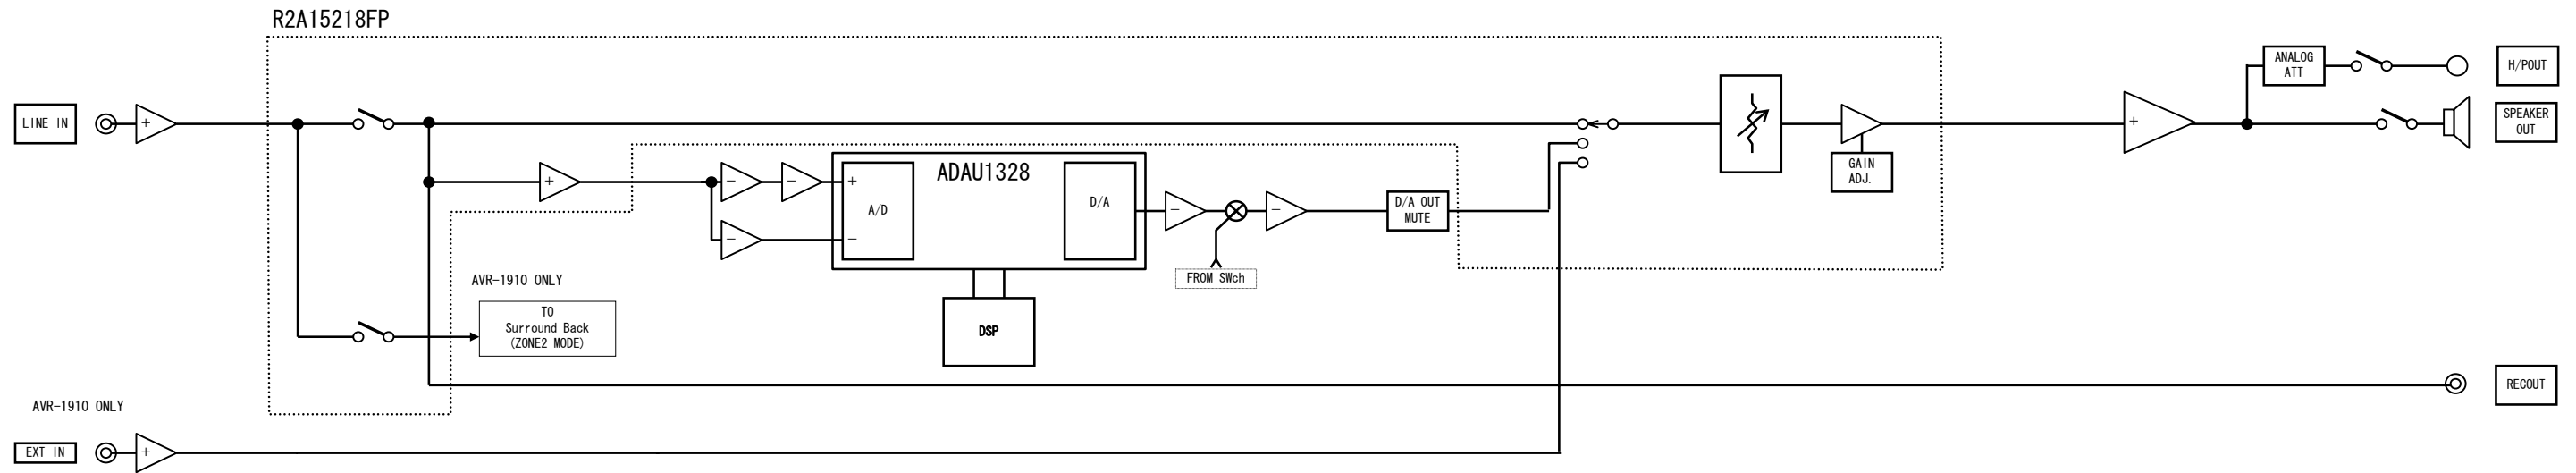 R2A15218FP
LINE IN
+
+
ADAU1328
−
−
+
A/D
−
−
D/A
−
FROM SWch
−
D/A OUT
MUTE
DSP
GAIN
ADJ.
+
ANALOG
ATT
H/POUT
SPEAKER
OUT
AVR-1910 ONLY
TO
Surround Back
(ZONE2 MODE)
RECOUT
AVR-1910 ONLY
EXT IN
+